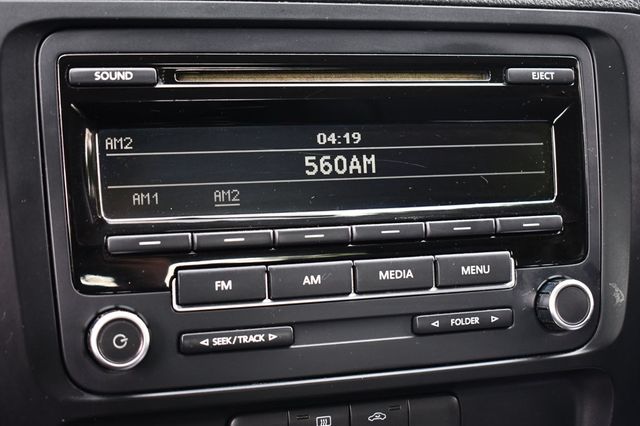 SOUND
EJECT
AM2
04:19
560AM
AM1 AM2
FM
AM
MEDIA
MENU
◁ SEEK/TRACK ▷
◁ FOLDER ▷